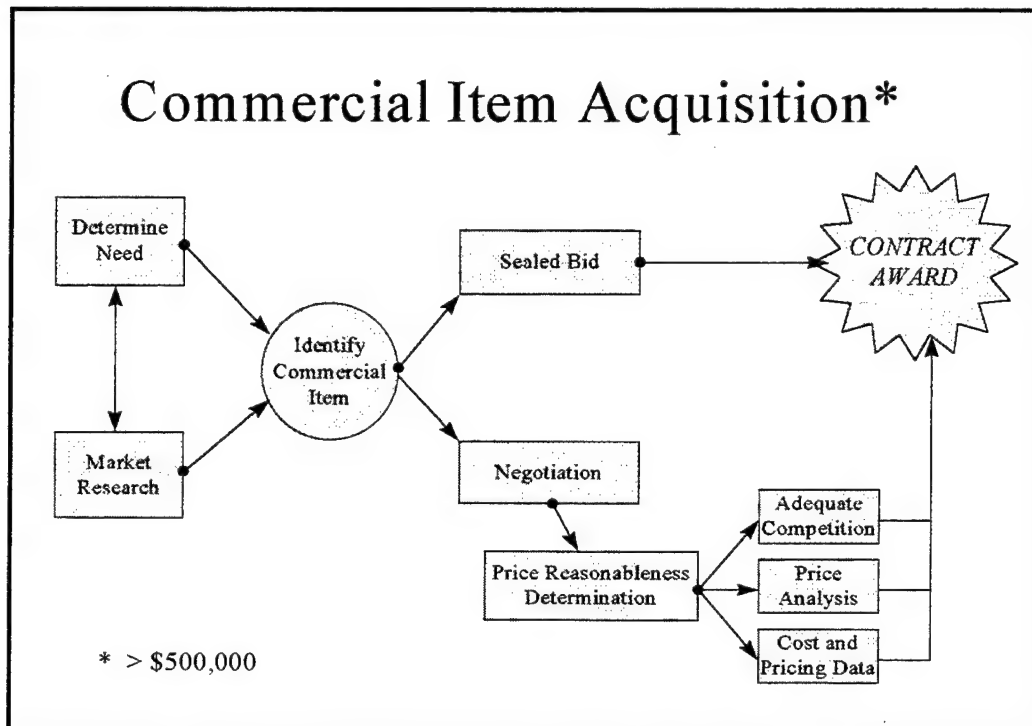 Commercial Item Acquisition*
Determine
Need
Sealed Bid
CONTRACT
AWARD
Identify
Commercial
Item
Market
Research
Negotiation
Price Reasonableness
Determination
Adequate
Competition
Price
Analysis
Cost and
Pricing Data
* > $500,000